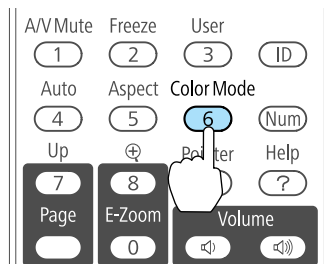 A/V Mute Freeze User
1 2 3 ID
Auto Aspect Color Mode
4 5 6 Num
Up Help
7 8 ?
Page E-Zoom Volume
0